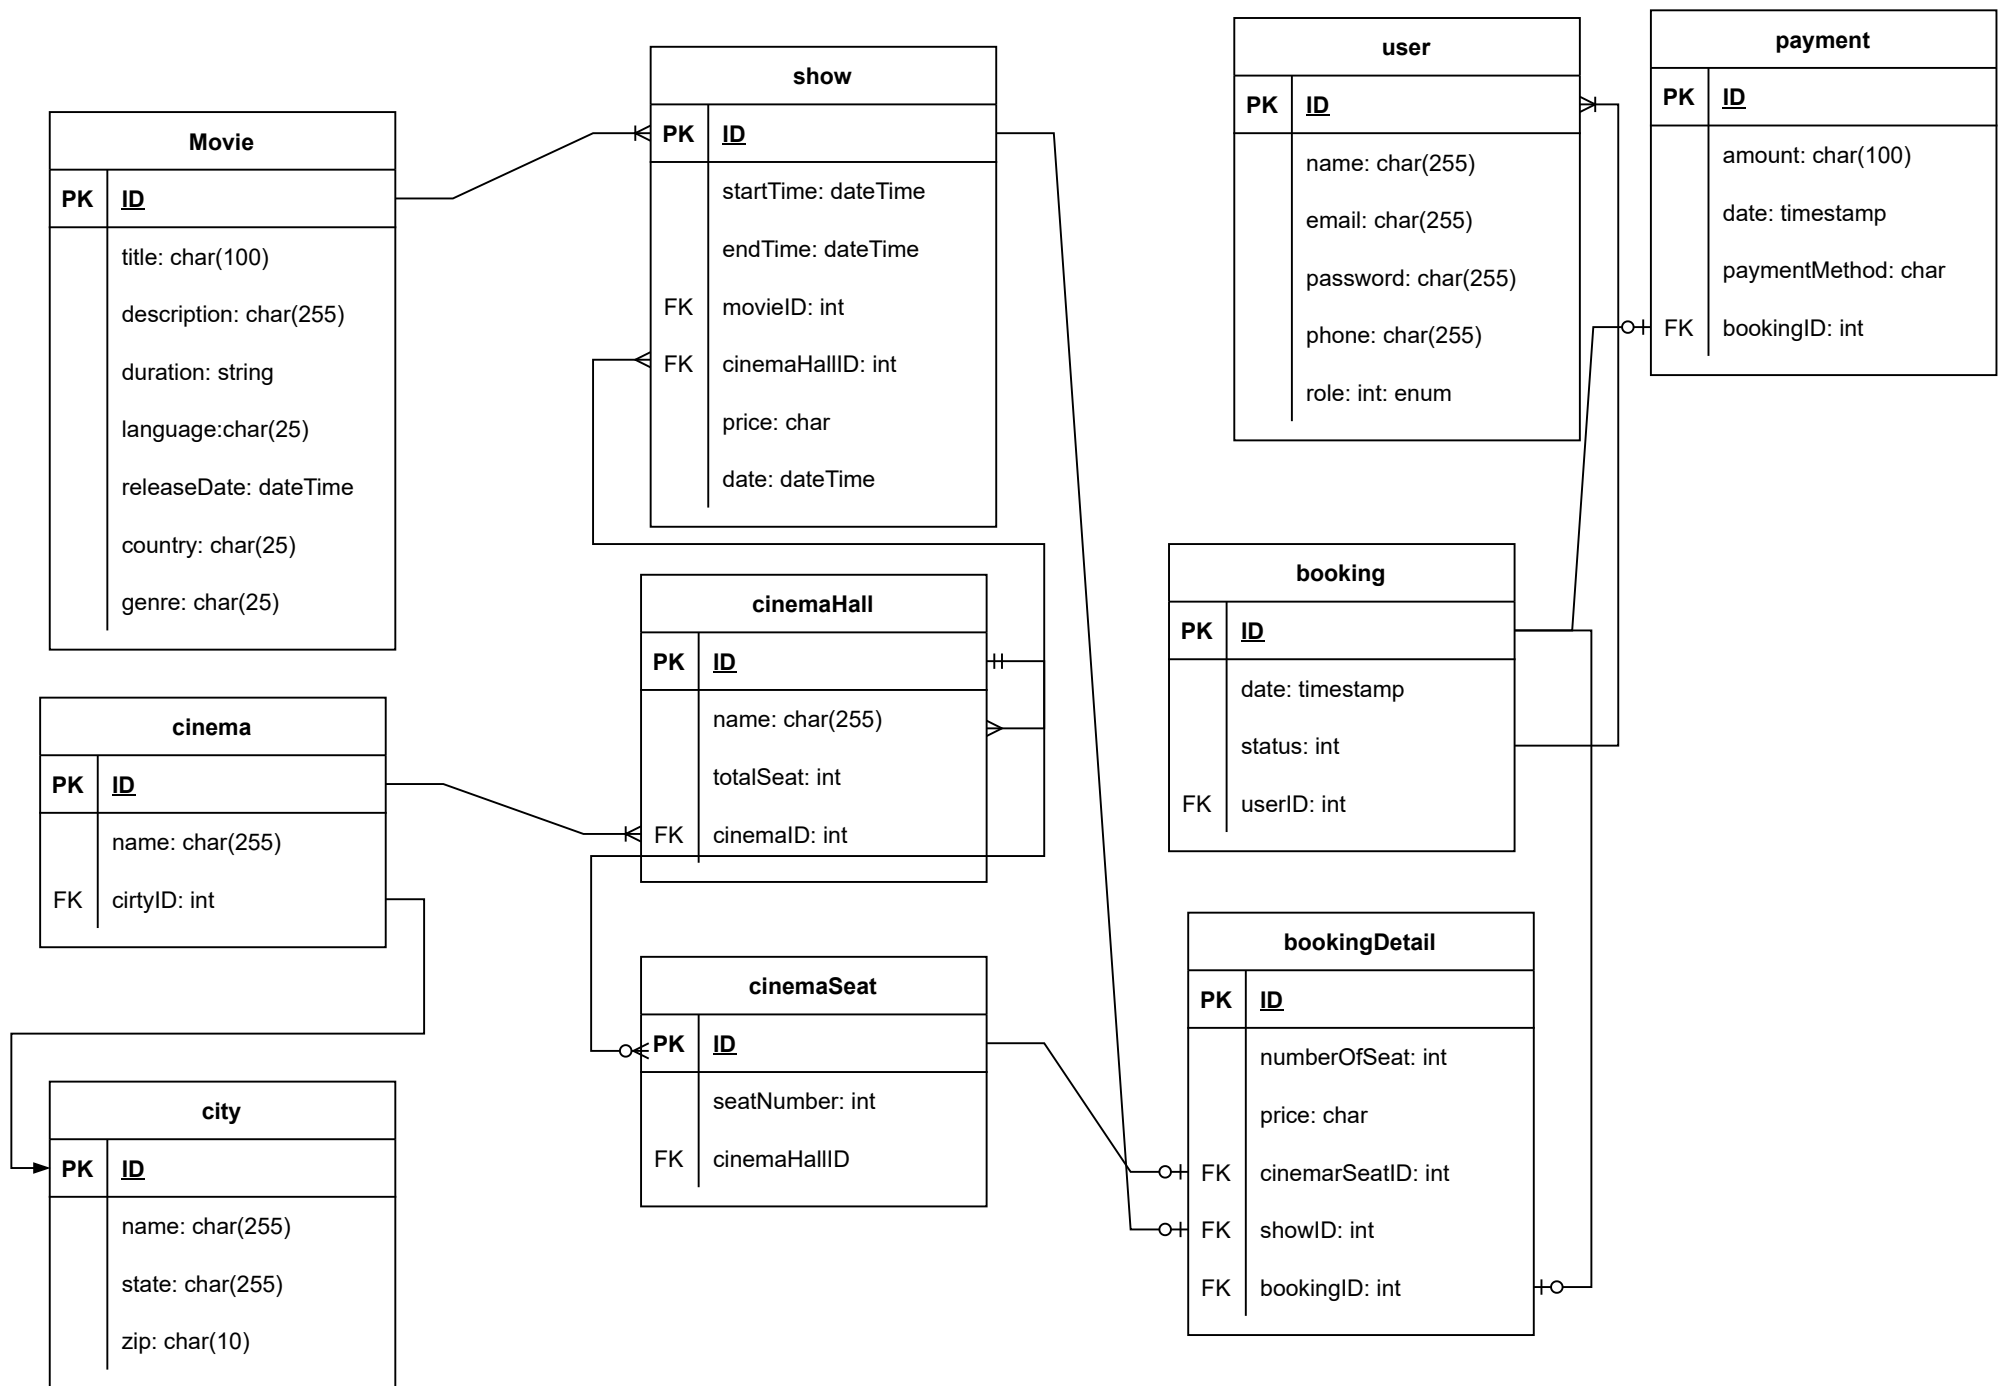 Movie
PK ID
title: char(100)
description: char(255)
duration: string
language:char(25)
releaseDate: dateTime
country: char(25)
genre: char(25)
show
PK ID
startTime: dateTime
endTime: dateTime
FK movieID: int
FK cinemaHallID: int
price: char
date: dateTime
user
PK ID
name: char(255)
email: char(255)
password: char(255)
phone: char(255)
role: int: enum
payment
PK ID
amount: char(100)
date: timestamp
paymentMethod: char
FK bookingID: int
cinemaHall
PK ID
name: char(255)
totalSeat: int
FK cinemaID: int
booking
PK ID
date: timestamp
status: int
FK userID: int
cinema
PK ID
name: char(255)
FK cirtyID: int
cinemaSeat
PK ID
seatNumber: int
FK cinemaHallID
bookingDetail
PK ID
numberOfSeat: int
price: char
FK cinemarSeatID: int
FK showID: int
FK bookingID: int
city
PK ID
name: char(255)
state: char(255)
zip: char(10)